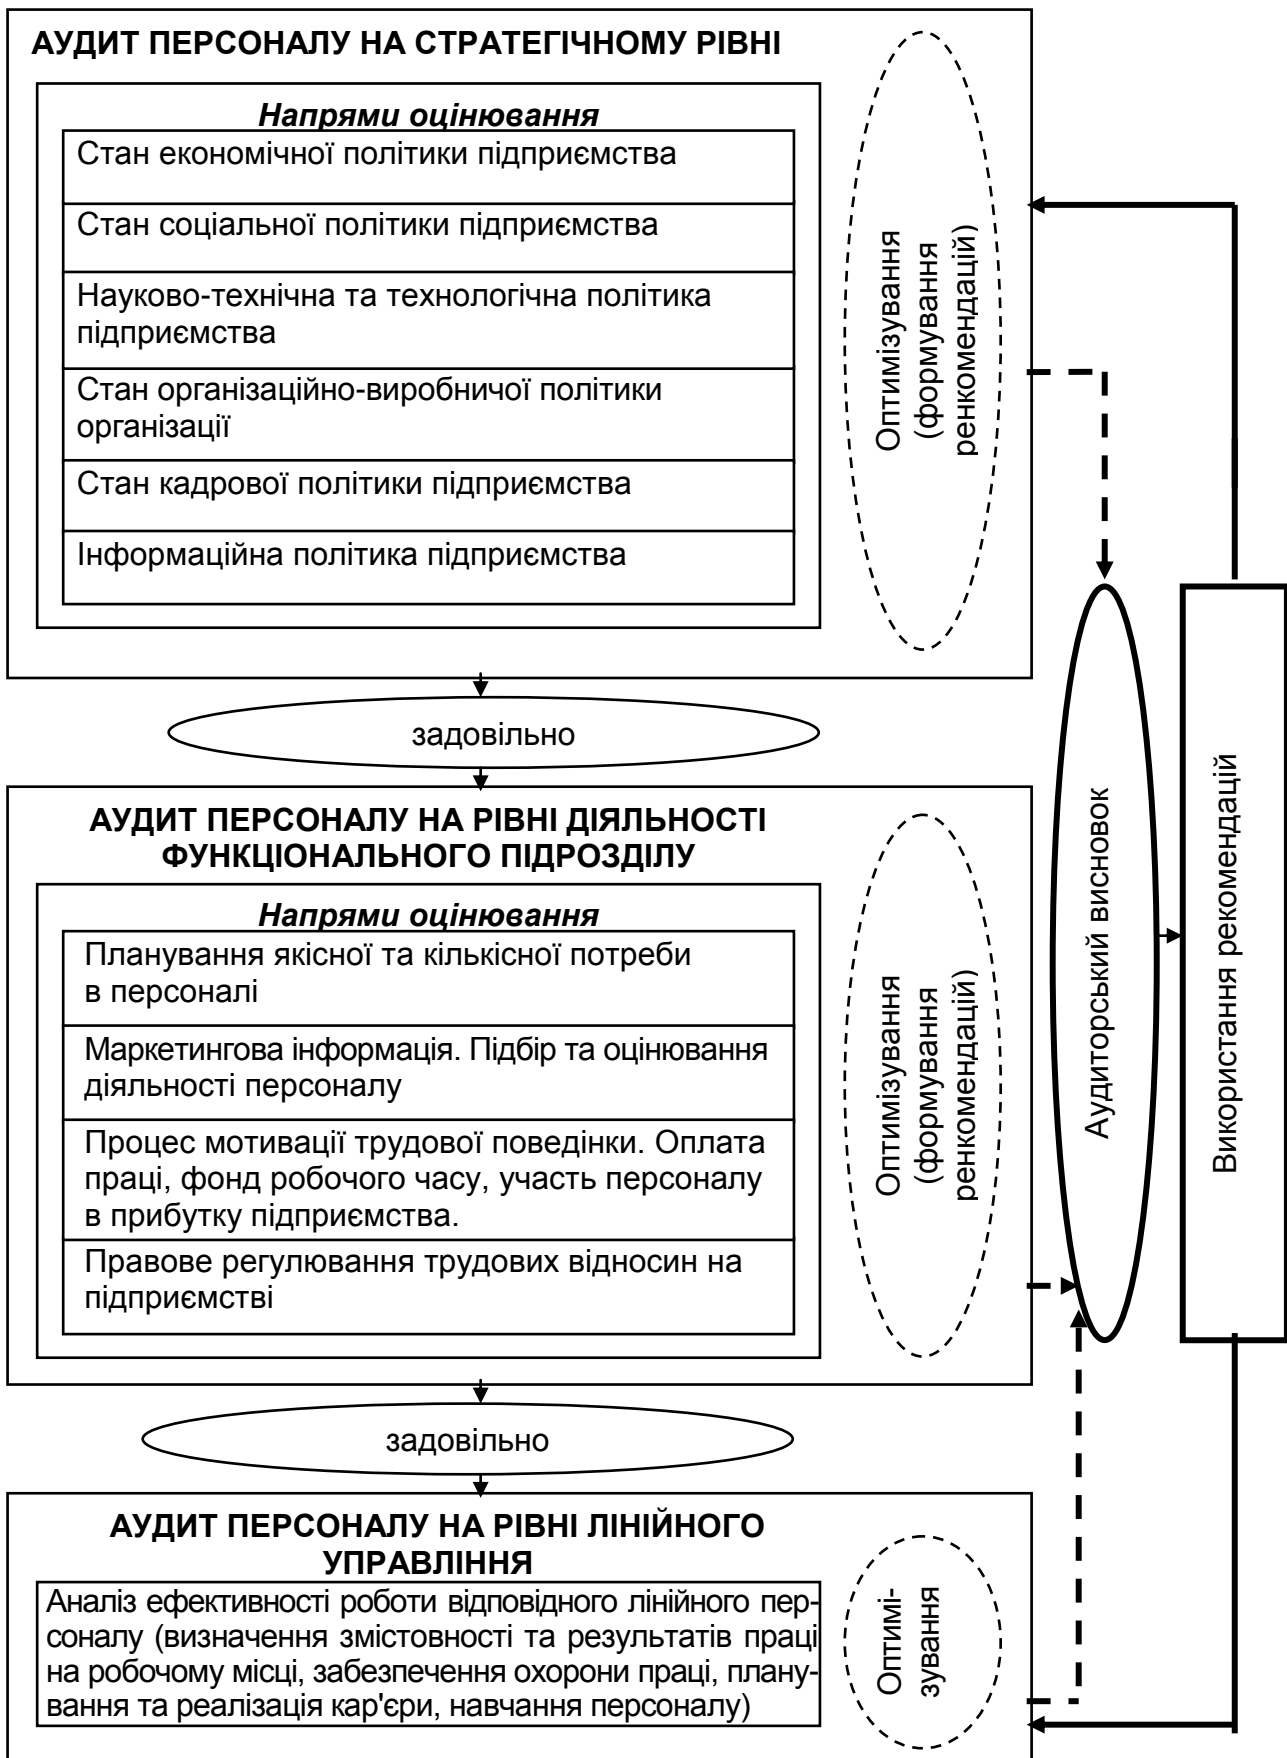 АУДИТ ПЕРСОНАЛУ НА СТРАТЕГІЧНОМУ РІВНІ
Напрями оцінювання
Стан економічної політики підприємства
Стан соціальної політики підприємства
Науково-технічна та технологічна політика
підприємства
Стан організаційно-виробничої політики
організації
Стан кадрової політики підприємства
Інформаційна політика підприємства
Оптимізування
(формування
ренкомендацій)
задовільно
АУДИТ ПЕРСОНАЛУ НА РІВНІ ДІЯЛЬНОСТІ
ФУНКЦІОНАЛЬНОГО ПІДРОЗДІЛУ
Напрями оцінювання
Планування якісної та кількісної потреби
в персоналі
Маркетингова інформація. Підбір та оцінювання
діяльності персоналу
Процес мотивації трудової поведінки. Оплата
праці, фонд робочого часу, участь персоналу
в прибутку підприємства.
Правове регулювання трудових відносин на
підприємстві
Оптимізування
(формування
ренкомендацій)
задовільно
АУДИТ ПЕРСОНАЛУ НА РІВНІ ЛІНІЙНОГО
УПРАВЛІННЯ
Аналіз ефективності роботи відповідного лінійного пер-
соналу (визначення змістовності та результатів праці
на робочому місці, забезпечення охорони праці, плану-
вання та реалізація кар'єри, навчання персоналу)
Оптимі-
зування
Аудиторський висновок
Використання рекомендацій